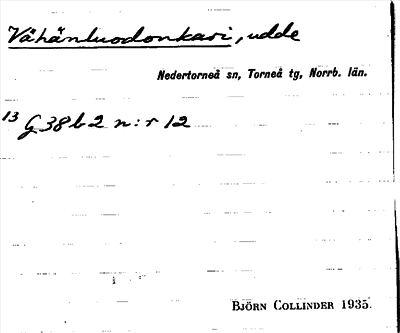 Vähänluodonkari, udde
Nedertorneå sn, Torneå tg, Norrb. län.
13 G 38 b 2 n:r 12
BJÖRN COLLINDER 1935.